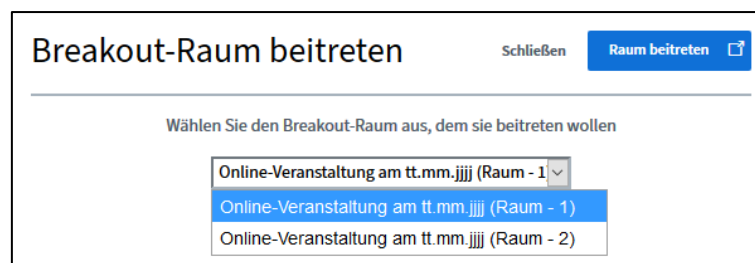 Breakout-Raum beitreten
Schließen
Raum beitreten
Wählen Sie den Breakout-Raum aus, dem sie beitreten wollen
Online-Veranstaltung am tt.mm.jjjj (Raum - 1
Online-Veranstaltung am tt.mm.jjjj (Raum - 1)
Online-Veranstaltung am tt.mm.jjjj (Raum - 2)